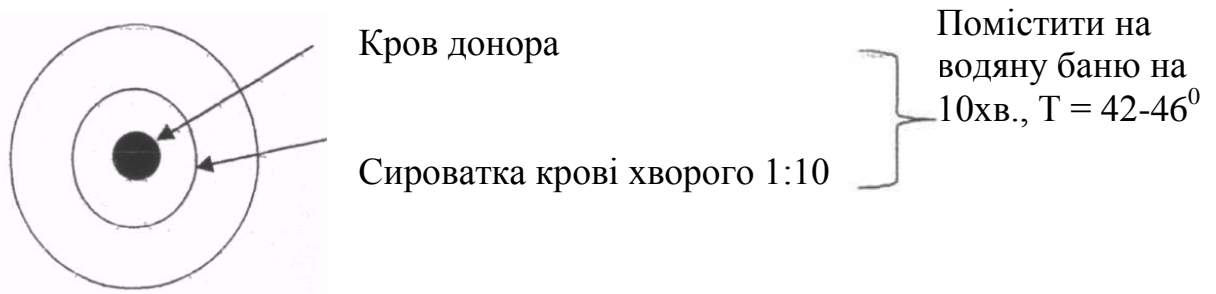 Кров донора
Сироватка крові хворого 1:10
Помістити на
водяну баню на
10хв., Т = 42-46⁰